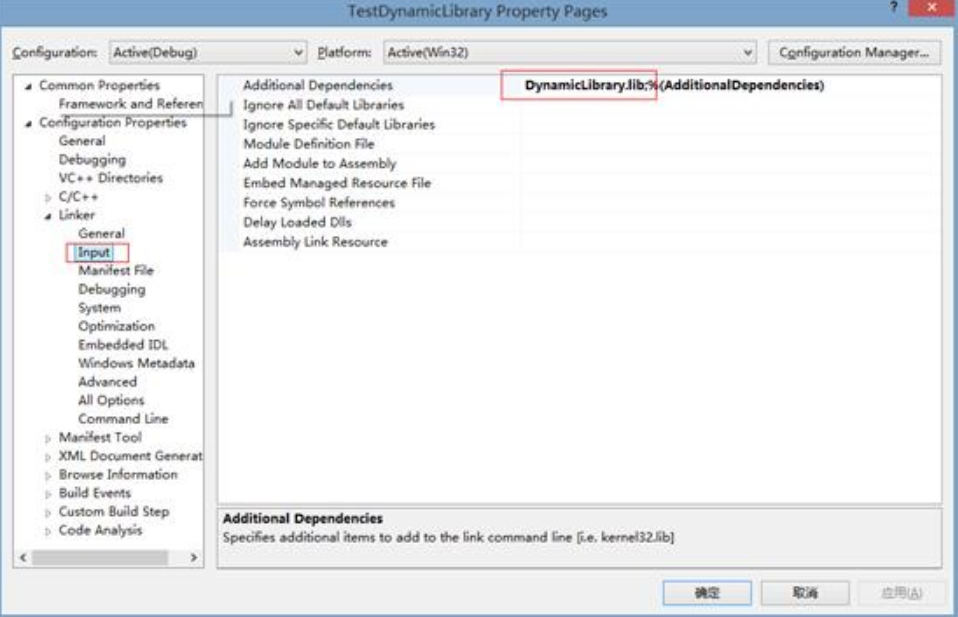 TestDynamicLibrary Property Pages
?
Configuration: Active(Debug) Platform: Active(Win32) Configuration Manager...
Common Properties
Framework and Referen
Configuration Properties
General
Debugging
VC++ Directories
C/C++
Linker
General
Input
Manifest File
Debugging
System
Optimization
Embedded IDL
Windows Metadata
Advanced
All Options
Command Line
Manifest Tool
XML Document Generat
Browse Information
Build Events
Custom Build Step
Code Analysis
Additional Dependencies DynamicLibrary.lib;%(AdditionalDependencies)
Ignore All Default Libraries
Ignore Specific Default Libraries
Module Definition File
Add Module to Assembly
Embed Managed Resource File
Force Symbol References
Delay Loaded Dlls
Assembly Link Resource
Additional Dependencies
Specifies additional items to add to the link command line [i.e. kernel32.lib]
确定 取消 应用(A)